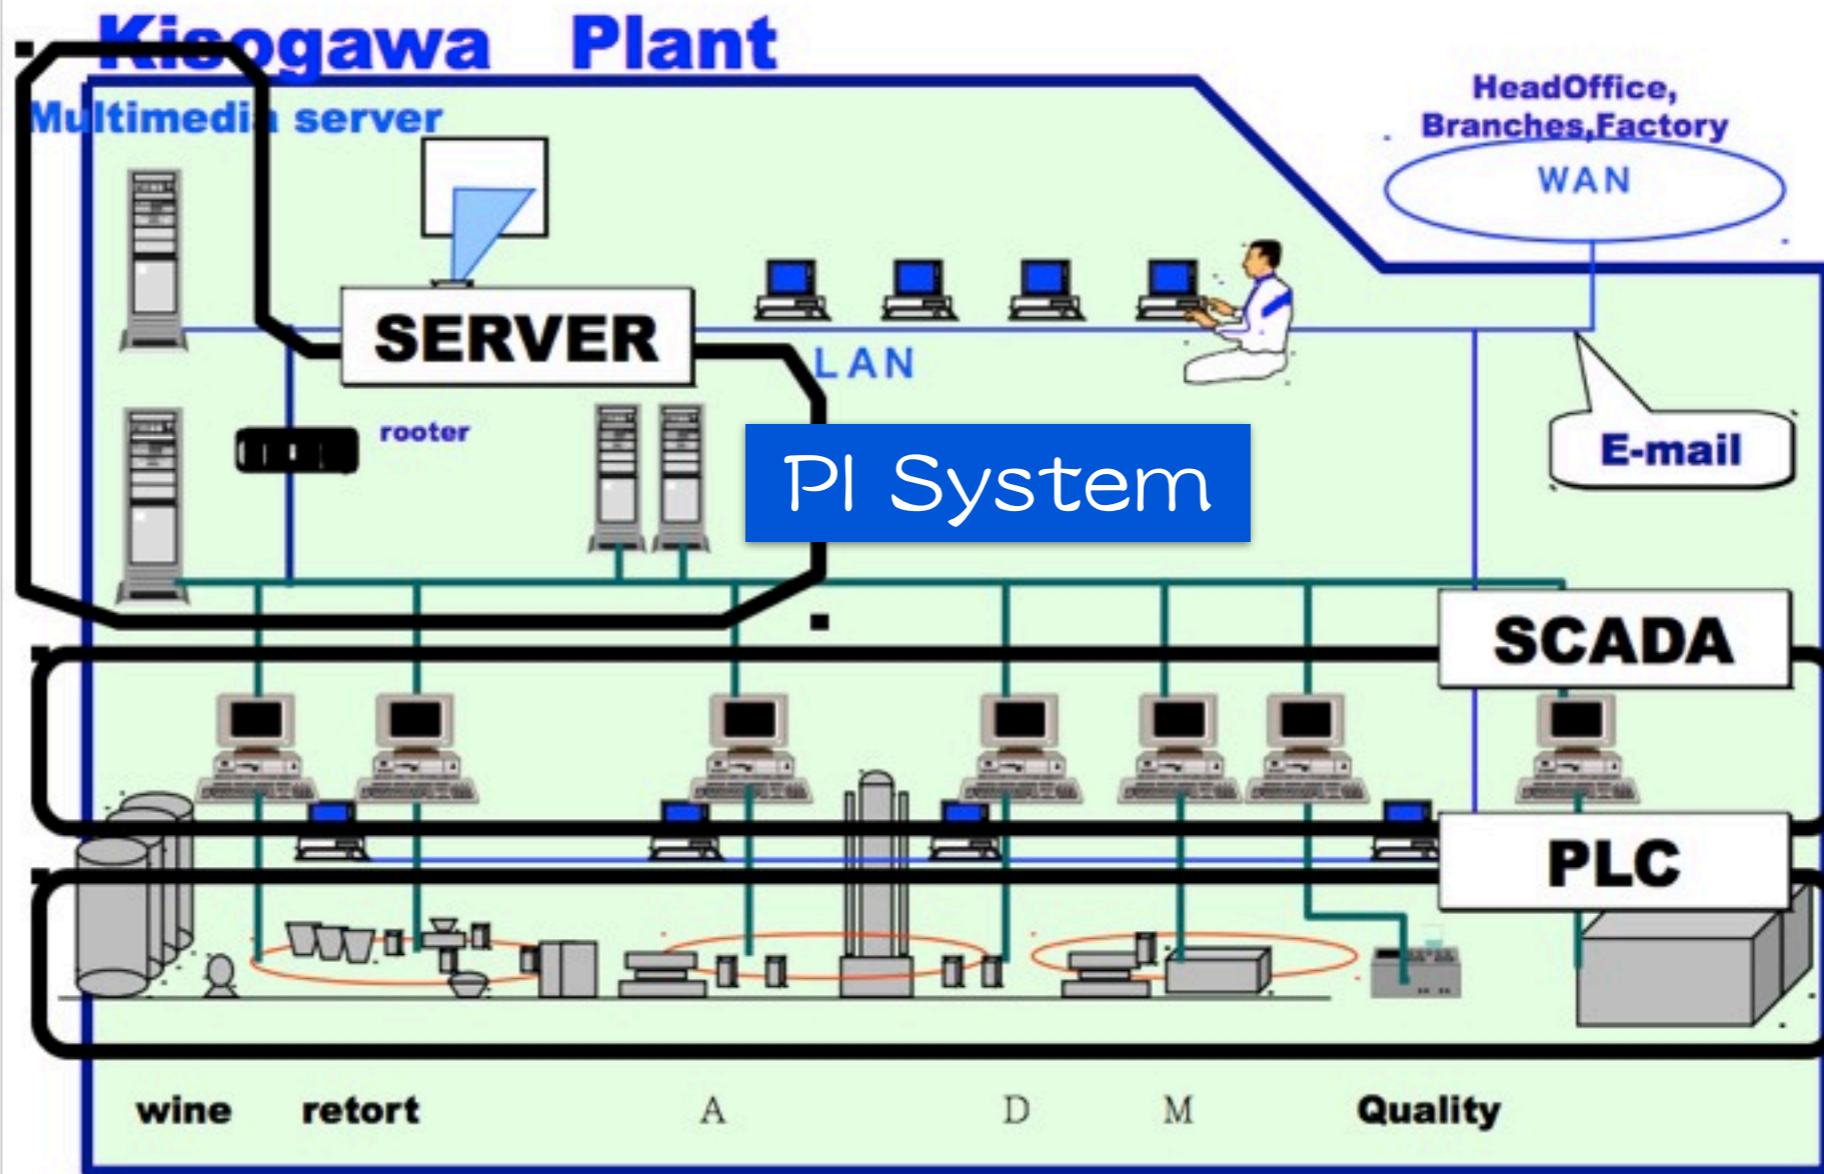 Kisogawa Plant
Multimedia server
HeadOffice,
Branches,Factory
WAN
SERVER
LAN
rooter
PI System
E-mail
SCADA
PLC
wine retort A D M Quality